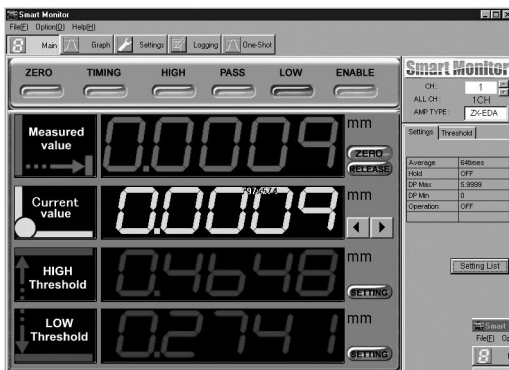 Smart Monitor
File(F) Option(O) Help(H)
Main Graph Settings Logging One-Shot
ZERO TIMING HIGH PASS LOW ENABLE
Measured value
0.0009 mm
ZERO
RELEASE
Current value
0.0009 mm
HIGH Threshold
0.4648 mm
SETTING
LOW Threshold
0.2741 mm
SETTING
Smart Monitor
CH: 1
ALL CH: 1CH
AMP TYPE: ZX-EDA
Settings Threshold
Average 64times
Hold OFF
DP Max 5.9999
DP Min 0
Operation OFF
Setting List
Smart
File(F) Op